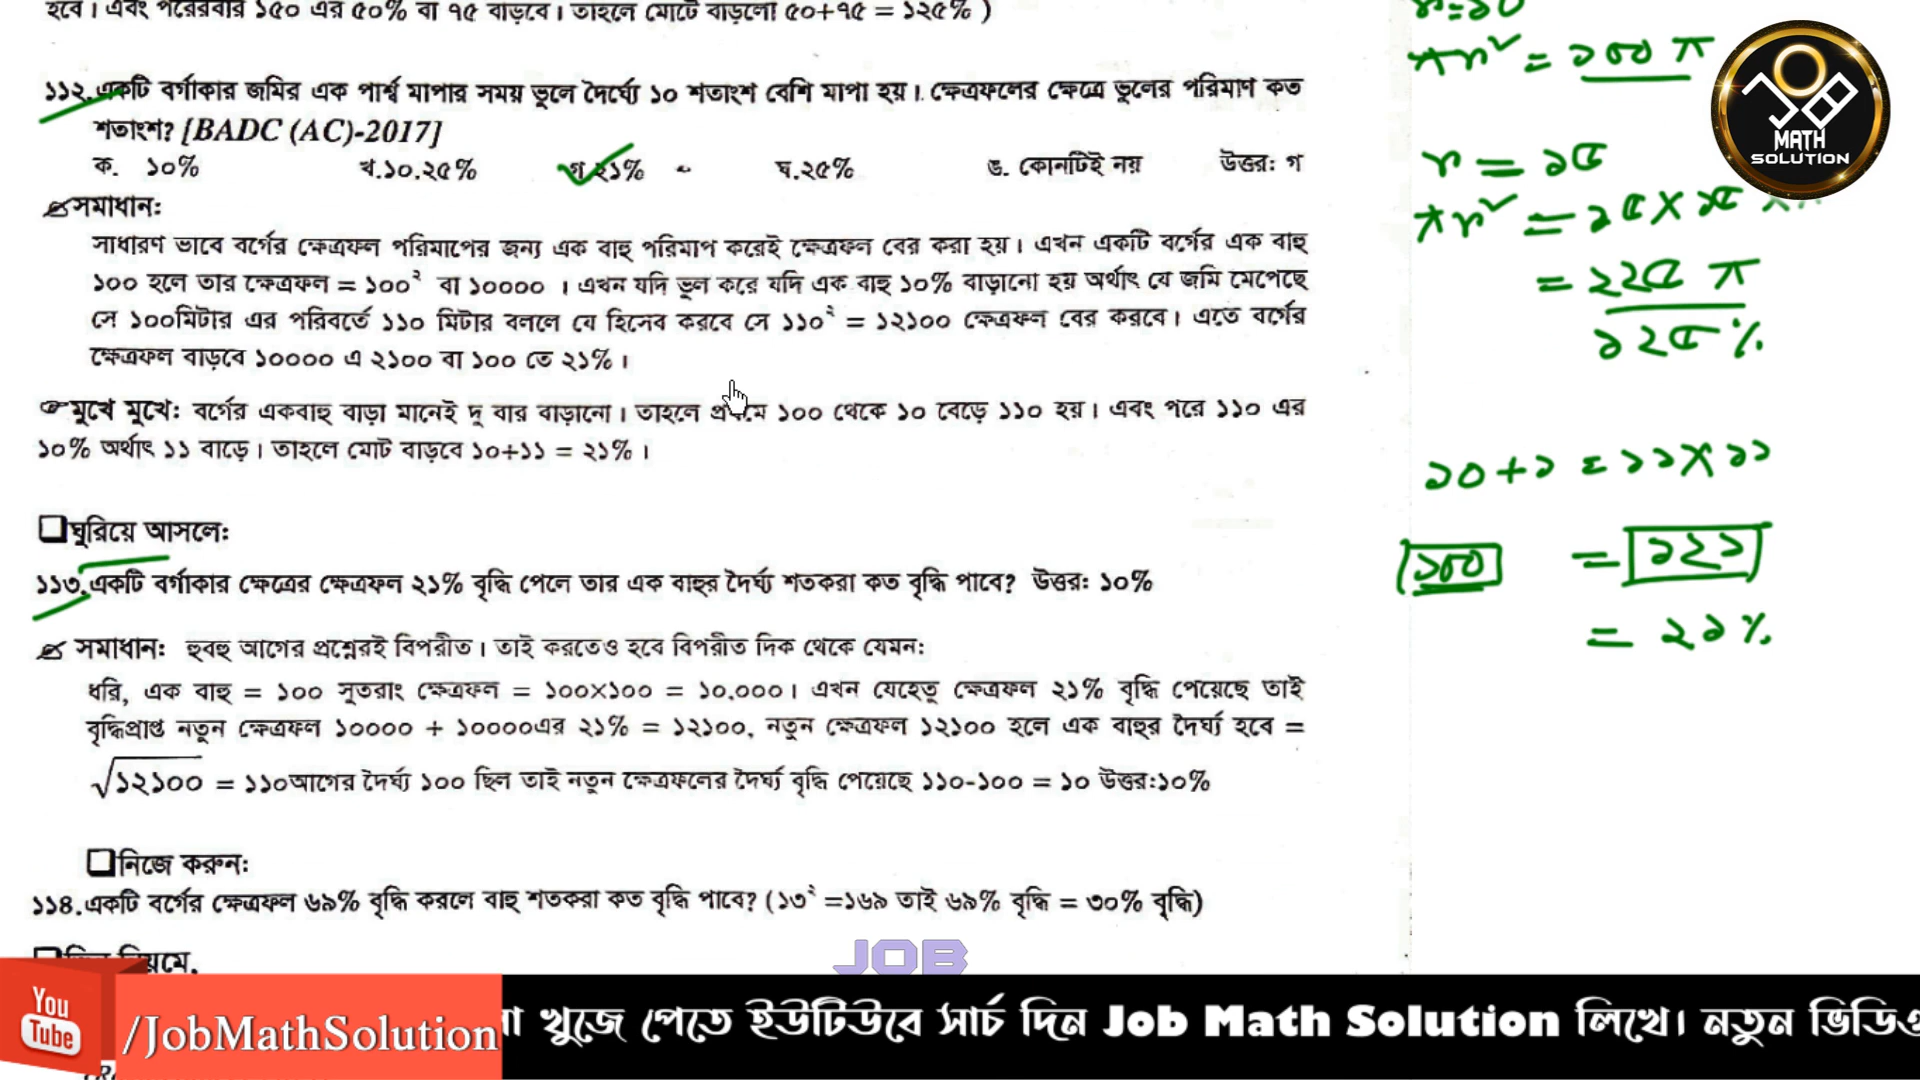 হবে। এবং পরেরবার ১৫০ এর ৫০% বা ৭৫ বাড়বে। তাহলে মোটে বাড়লো ৫০+৭৫ = ১২৫% )
১১২.একটি বর্গাকার জমির এক পার্শ্ব মাপার সময় ভুলে দৈর্ঘ্যে ১০ শতাংশ বেশি মাপা হয়। ক্ষেত্রফলের ক্ষেত্রে ভুলের পরিমাণ কত
শতাংশ? [BADC (AC)-2017]
ক. ১০% খ.১০.২৫% গ ২১% ঘ.২৫% ঙ. কোনটিই নয় উত্তর: গ
সমাধান:
সাধারণ ভাবে বর্গের ক্ষেত্রফল পরিমাপের জন্য এক বাহু পরিমাপ করেই ক্ষেত্রফল বের করা হয়। এখন একটি বর্গের এক বাহু
১০০ হলে তার ক্ষেত্রফল = ১০০² বা ১০০০০ । এখন যদি ভুল করে যদি এক বাহু ১০% বাড়ানো হয় অর্থাৎ যে জমি মেপেছে
সে ১০০মিটার এর পরিবর্তে ১১০ মিটার বললে যে হিসেব করবে সে ১১০² = ১২১০০ ক্ষেত্রফল বের করবে। এতে বর্গের
ক্ষেত্রফল বাড়বে ১০০০০ এ ২১০০ বা ১০০ তে ২১%।
মুখে মুখে: বর্গের একবাহু বাড়া মানেই দু বার বাড়ানো। তাহলে প্রথমে ১০০ থেকে ১০ বেড়ে ১১০ হয়। এবং পরে ১১০ এর
১০% অর্থাৎ ১১ বাড়ে। তাহলে মোট বাড়বে ১০+১১ = ২১%।
ঘুরিয়ে আসলে:
১১৩.একটি বর্গাকার ক্ষেত্রের ক্ষেত্রফল ২১% বৃদ্ধি পেলে তার এক বাহুর দৈর্ঘ্য শতকরা কত বৃদ্ধি পাবে? উত্তর: ১০%
সমাধান: হুবহু আগের প্রশ্নেরই বিপরীত। তাই করতেও হবে বিপরীত দিক থেকে যেমন:
ধরি, এক বাহু = ১০০ সুতরাং ক্ষেত্রফল = ১০০×১০০ = ১০.০০০। এখন যেহেতু ক্ষেত্রফল ২১% বৃদ্ধি পেয়েছে তাই
বৃদ্ধিপ্রাপ্ত নতুন ক্ষেত্রফল ১০০০০ + ১০০০০এর ২১% = ১২১০০, নতুন ক্ষেত্রফল ১২১০০ হলে এক বাহুর দৈর্ঘ্য হবে =
√১২১০০ = ১১০আগের দৈর্ঘ্য ১০০ ছিল তাই নতুন ক্ষেত্রফলের দৈর্ঘ্য বৃদ্ধি পেয়েছে ১১০-১০০ = ১০ উত্তর:১০%
নিজে করুন:
১১৪.একটি বর্গের ক্ষেত্রফল ৬৯% বৃদ্ধি করলে বাহু শতকরা কত বৃদ্ধি পাবে? (১৩² =১৬৯ তাই ৬৯% বৃদ্ধি = ৩০% বৃদ্ধি)
r=১০
πr² = ১০০ π
r = ১৫
πr² = ১৫ × ১৫ ×
= ২২৫ π
১২৫%
১০+১ = ১১×১১
১০০ = ১২১
= ২১%
JOB
MATH
SOLUTION
JOB
You
Tube
/JobMathSolution
খুজে পেতে ইউটিউবে সার্চ দিন Job Math Solution লিখে। নতুন ভিডিও